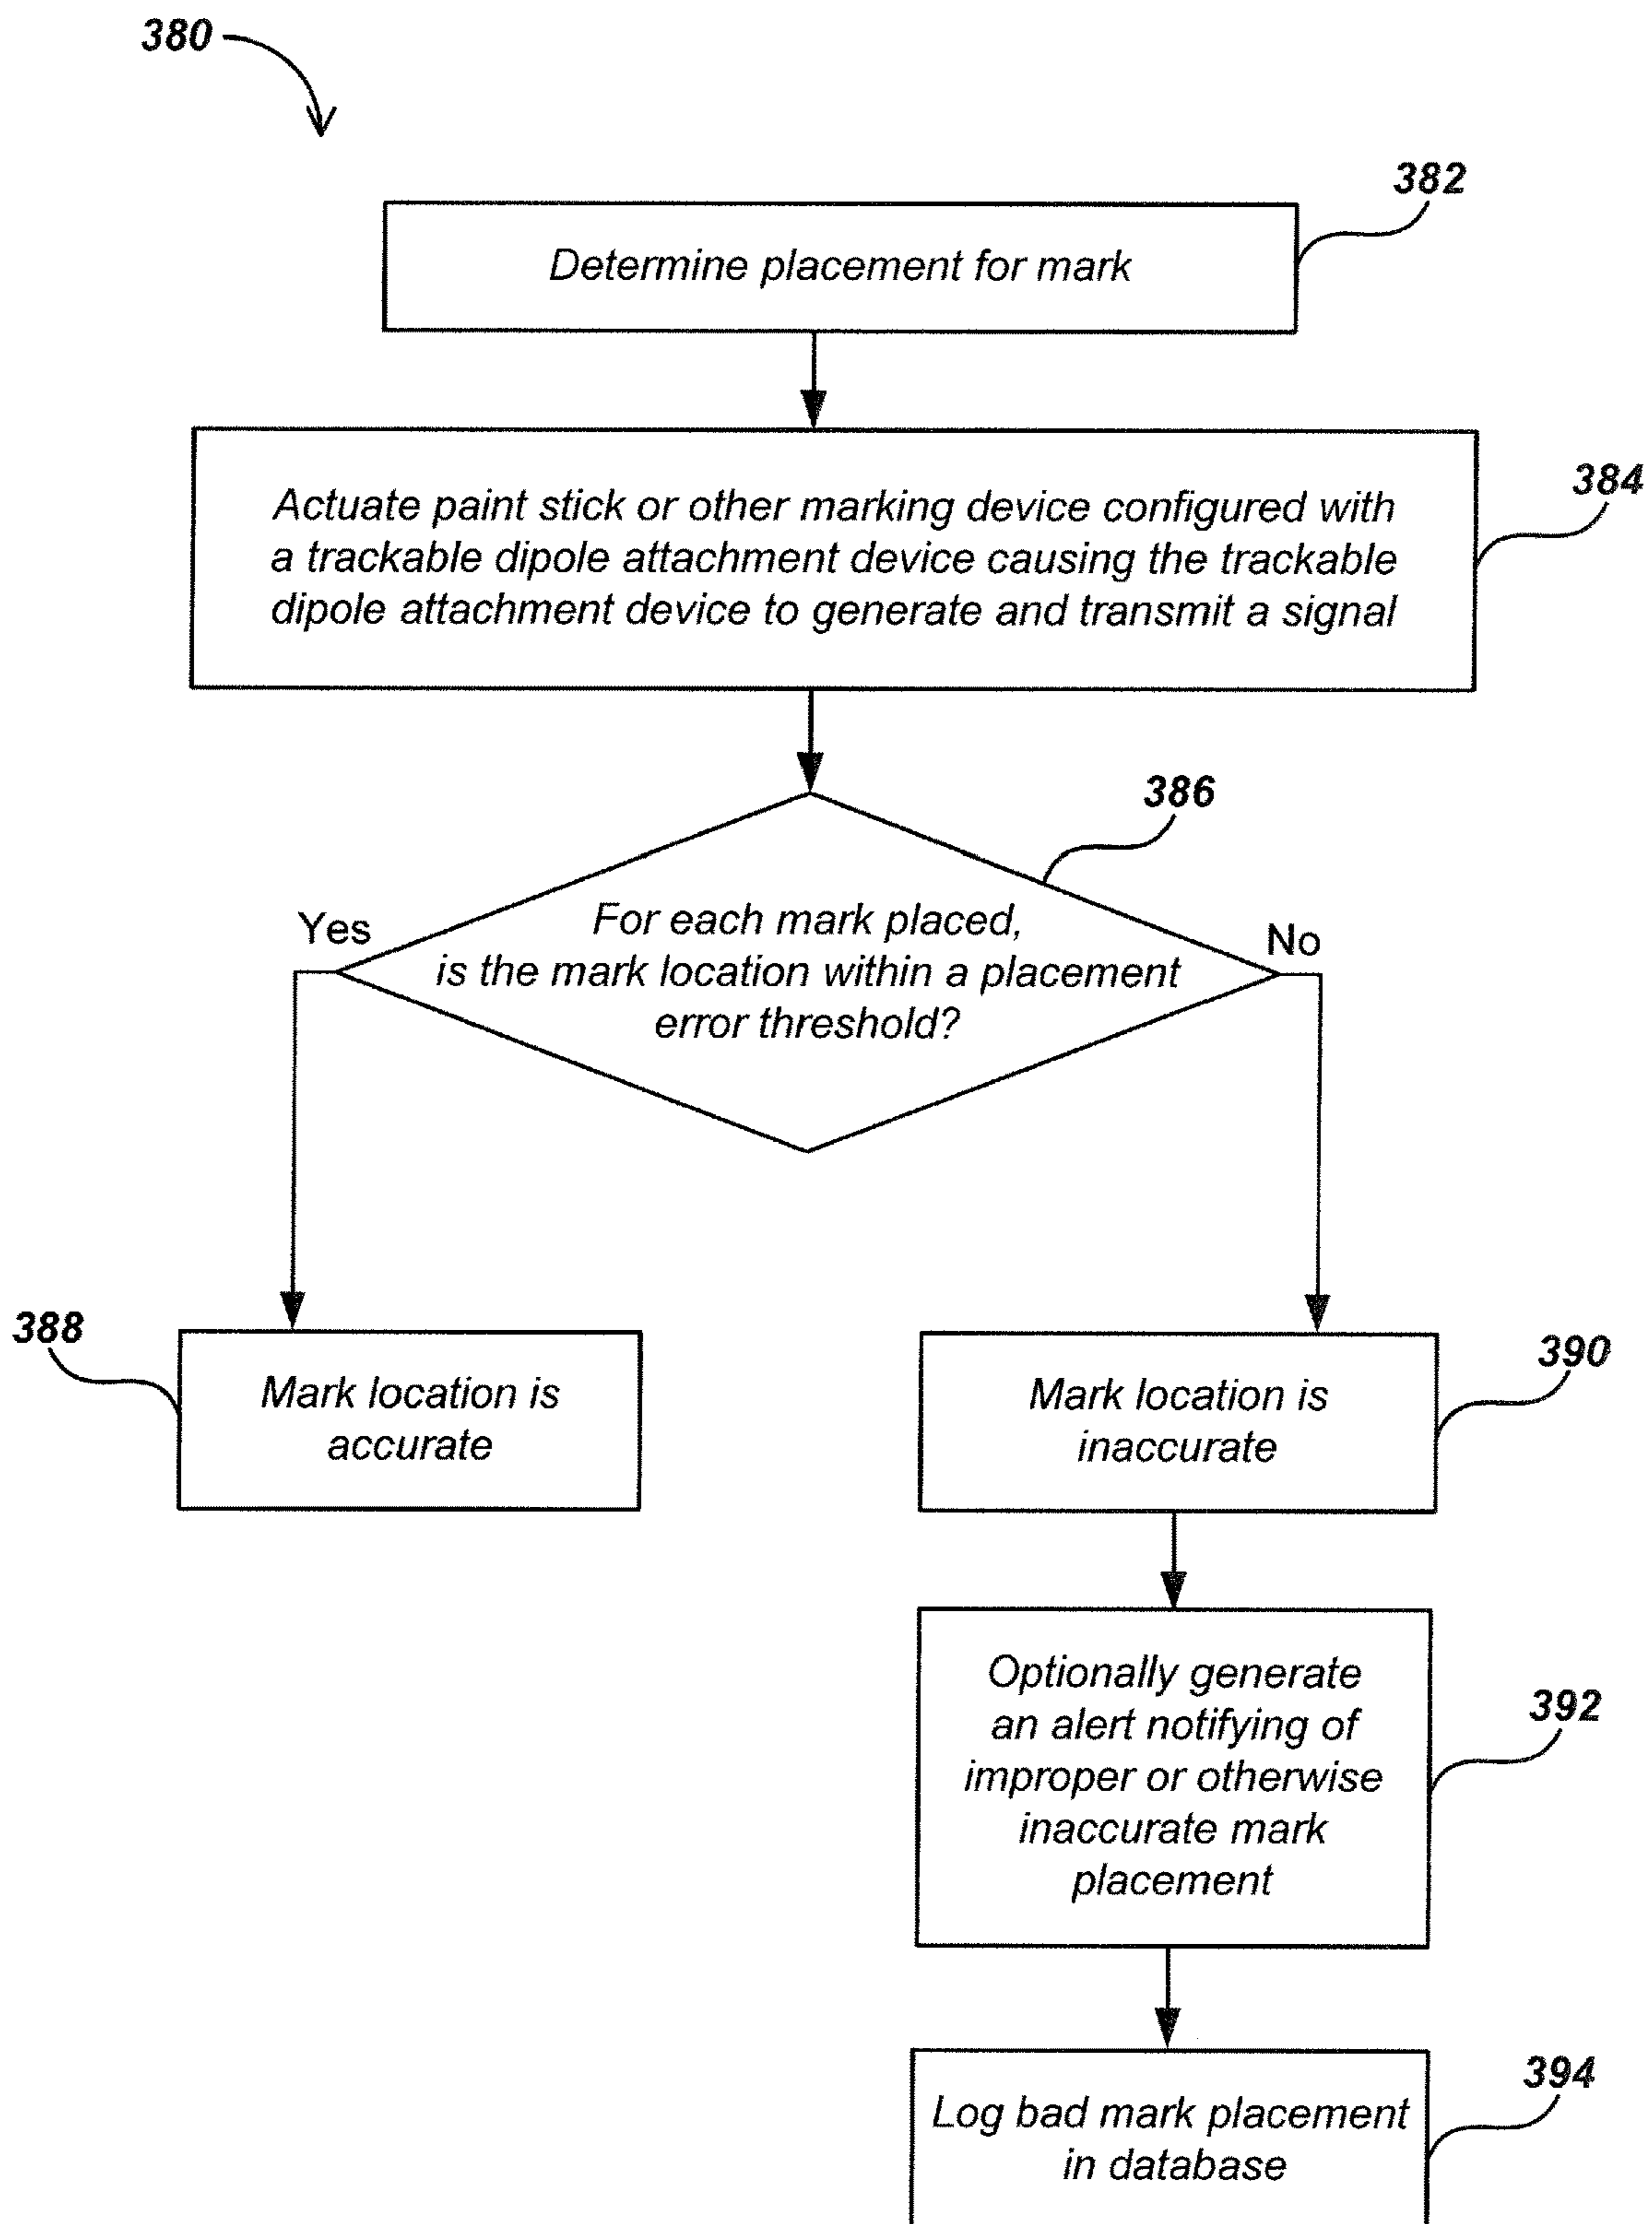 380
382
Determine placement for mark
384
Actuate paint stick or other marking device configured with
a trackable dipole attachment device causing the trackable
dipole attachment device to generate and transmit a signal
386
For each mark placed,
is the mark location within a placement
error threshold?
Yes
No
388
Mark location is
accurate
390
Mark location is
inaccurate
392
Optionally generate
an alert notifying of
improper or otherwise
inaccurate mark
placement
394
Log bad mark placement
in database